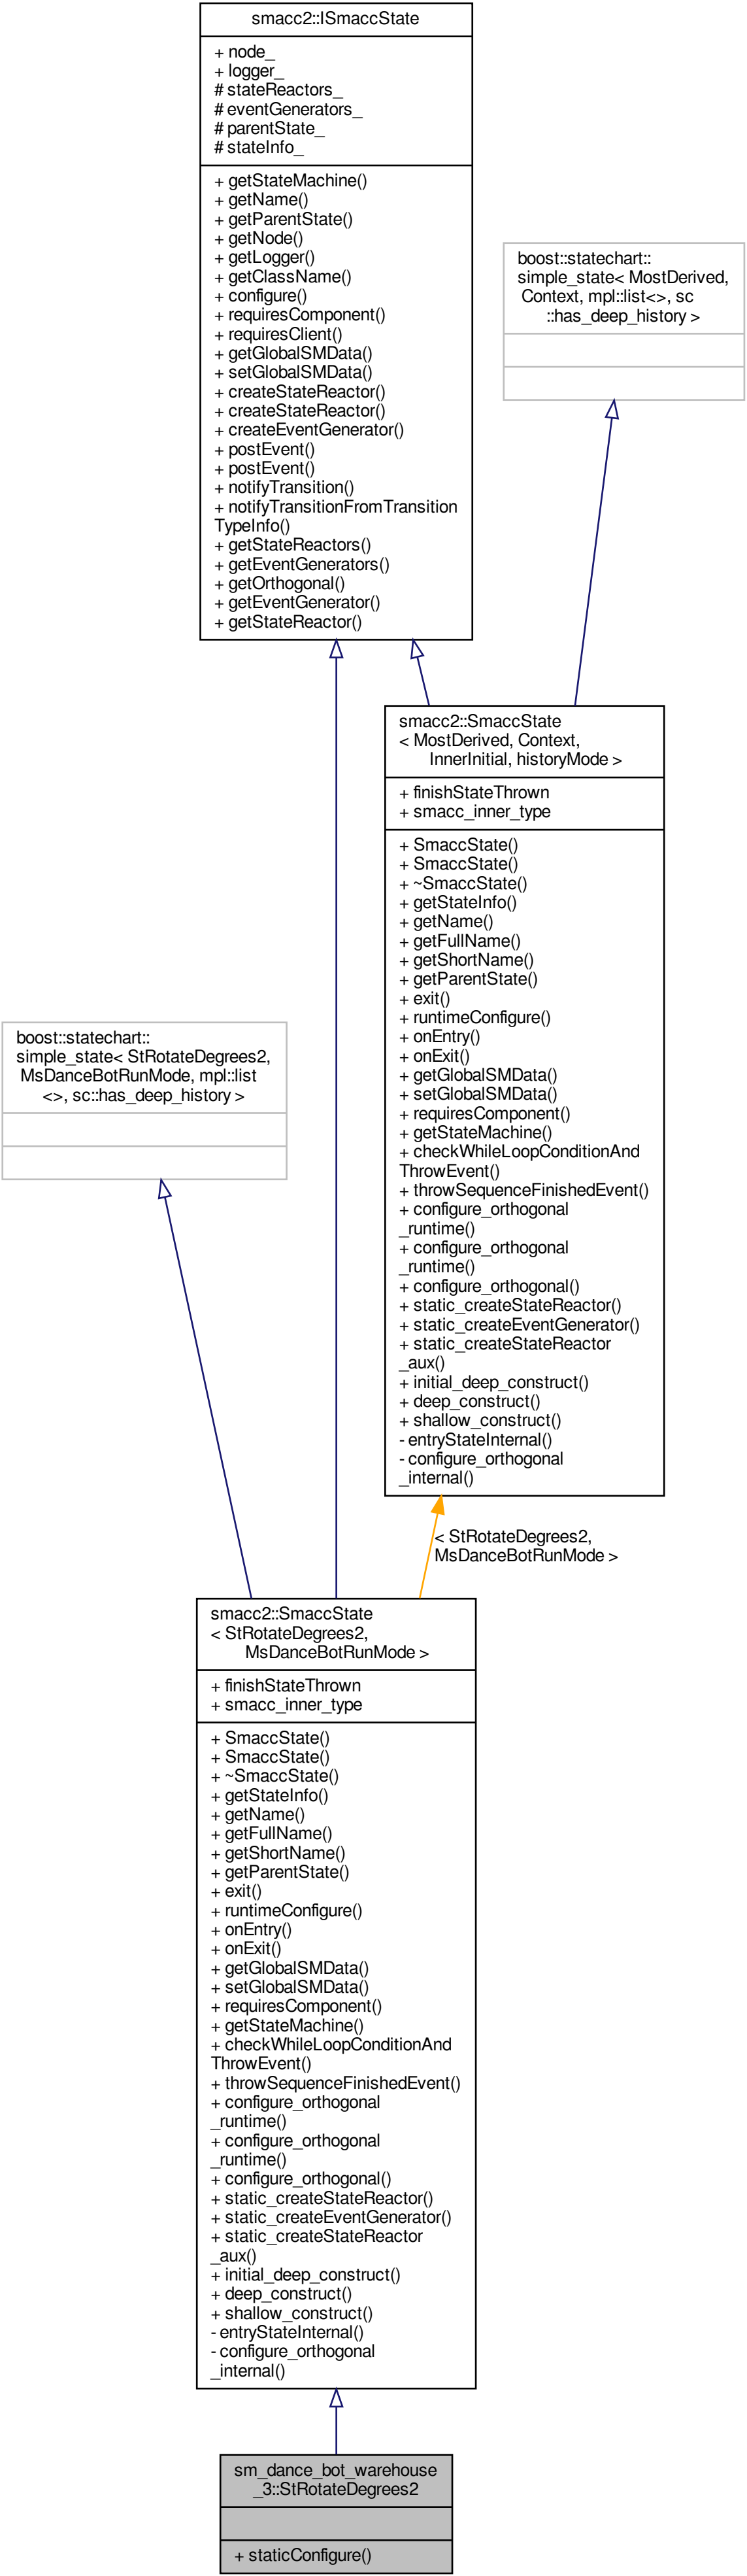 smacc2::ISmaccState
+ node_
+ logger_
# stateReactors_
# eventGenerators_
# parentState_
# stateInfo_
+ getStateMachine()
+ getName()
+ getParentState()
+ getNode()
+ getLogger()
+ getClassName()
+ configure()
+ requiresComponent()
+ requiresClient()
+ getGlobalSMData()
+ setGlobalSMData()
+ createStateReactor()
+ createStateReactor()
+ createEventGenerator()
+ postEvent()
+ postEvent()
+ notifyTransition()
+ notifyTransitionFromTransition
TypeInfo()
+ getStateReactors()
+ getEventGenerators()
+ getOrthogonal()
+ getEventGenerator()
+ getStateReactor()
boost::statechart::
simple_state< MostDerived,
Context, mpl::list<>, sc
::has_deep_history >
smacc2::SmaccState
< MostDerived, Context,
InnerInitial, historyMode >
+ finishStateThrown
+ smacc_inner_type
+ SmaccState()
+ SmaccState()
+ ~SmaccState()
+ getStateInfo()
+ getName()
+ getFullName()
+ getShortName()
+ getParentState()
+ exit()
+ runtimeConfigure()
+ onEntry()
+ onExit()
+ getGlobalSMData()
+ setGlobalSMData()
+ requiresComponent()
+ getStateMachine()
+ checkWhileLoopConditionAnd
ThrowEvent()
+ throwSequenceFinishedEvent()
+ configure_orthogonal
_runtime()
+ configure_orthogonal
_runtime()
+ configure_orthogonal()
+ static_createStateReactor()
+ static_createEventGenerator()
+ static_createStateReactor
_aux()
+ initial_deep_construct()
+ deep_construct()
+ shallow_construct()
- entryStateInternal()
- configure_orthogonal
_internal()
boost::statechart::
simple_state< StRotateDegrees2,
MsDanceBotRunMode, mpl::list
<>, sc::has_deep_history >
< StRotateDegrees2,
MsDanceBotRunMode >
smacc2::SmaccState
< StRotateDegrees2,
MsDanceBotRunMode >
+ finishStateThrown
+ smacc_inner_type
+ SmaccState()
+ SmaccState()
+ ~SmaccState()
+ getStateInfo()
+ getName()
+ getFullName()
+ getShortName()
+ getParentState()
+ exit()
+ runtimeConfigure()
+ onEntry()
+ onExit()
+ getGlobalSMData()
+ setGlobalSMData()
+ requiresComponent()
+ getStateMachine()
+ checkWhileLoopConditionAnd
ThrowEvent()
+ throwSequenceFinishedEvent()
+ configure_orthogonal
_runtime()
+ configure_orthogonal
_runtime()
+ configure_orthogonal()
+ static_createStateReactor()
+ static_createEventGenerator()
+ static_createStateReactor
_aux()
+ initial_deep_construct()
+ deep_construct()
+ shallow_construct()
- entryStateInternal()
- configure_orthogonal
_internal()
sm_dance_bot_warehouse
_3::StRotateDegrees2
+ staticConfigure()